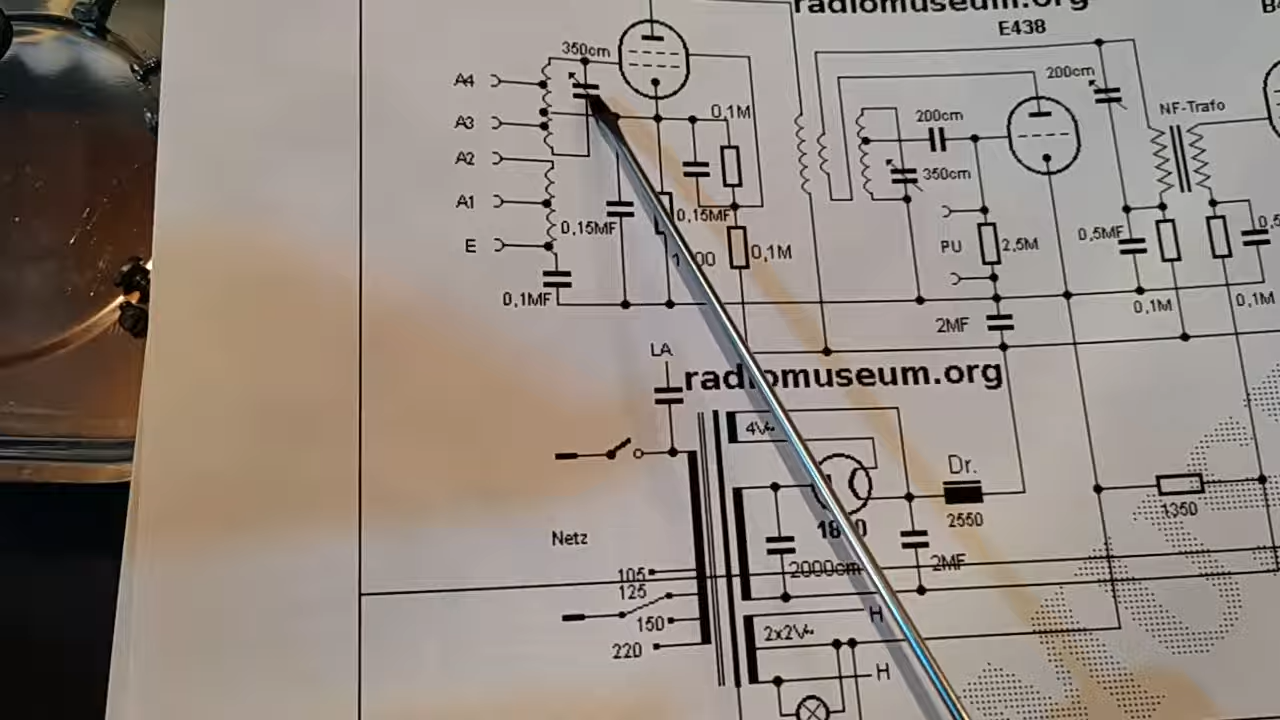 radiomuseum.org
E438
350cm
200cm
A4
0,1M
200cm
NF-Trafo
A3
A2
350cm
A1
0,15MF
0,15MF
0,5MF
E
PU
2,5M
0,1M
0,1MF
0,1M
0,1M
2MF
LA
radiomuseum.org
4V~
Dr.
2550
1350
Netz
2000cm
2MF
105
125
150
H
2x2V~
220
H